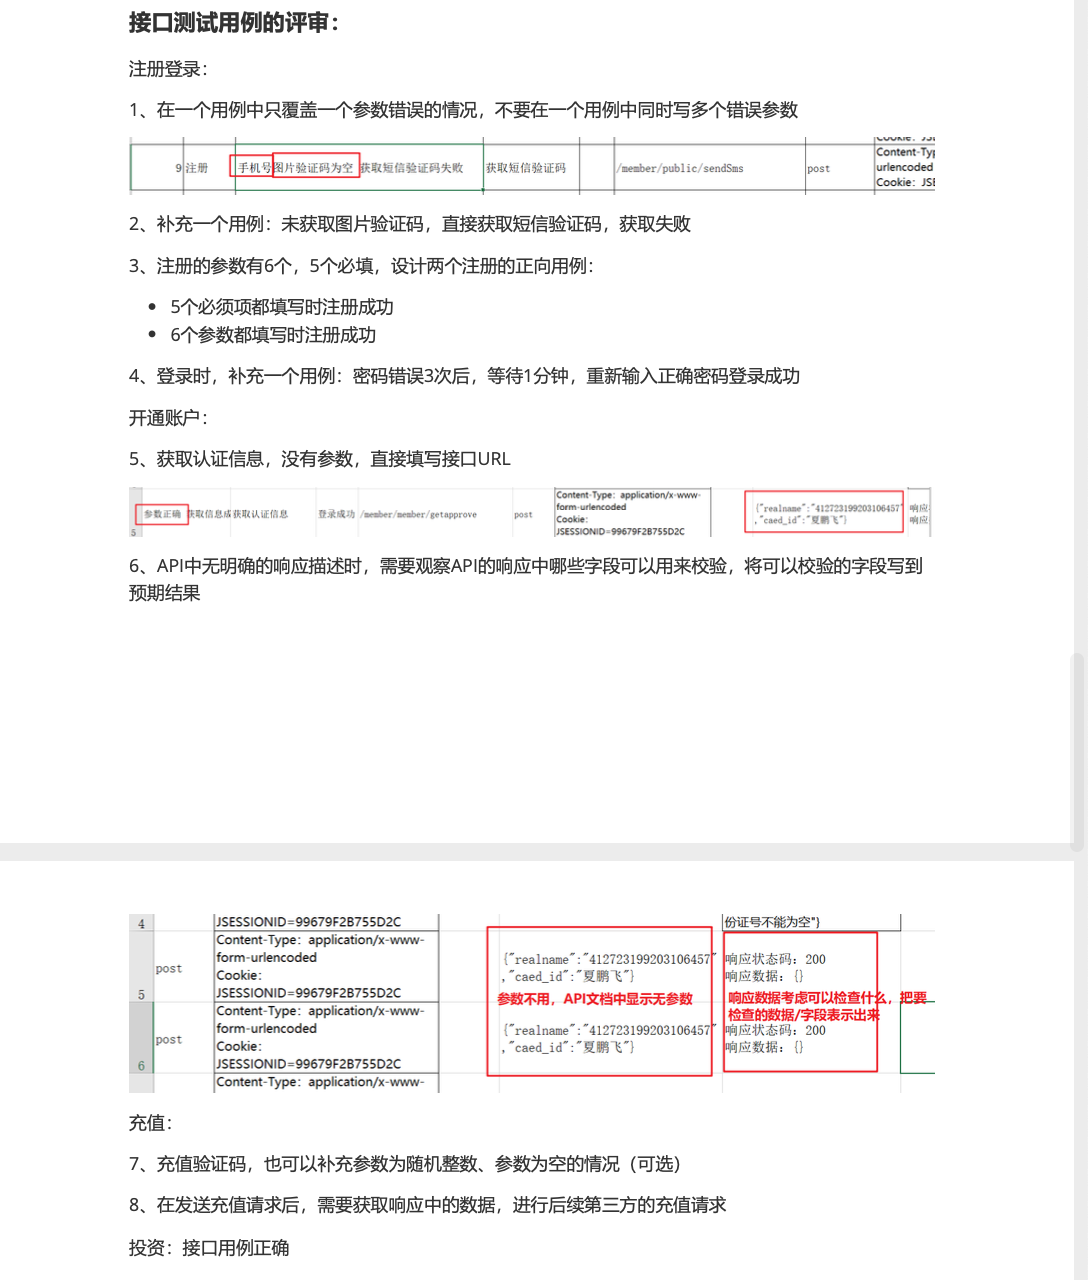 接口测试用例的评审：
注册登录：
1、在一个用例中只覆盖一个参数错误的情况，不要在一个用例中同时写多个错误参数
9 注册 手机号图片验证码为空 获取短信验证码失败 获取短信验证码 /member/public/sendSms post
Content-Typ
urlencoded
Cookie：JSE
2、补充一个用例：未获取图片验证码，直接获取短信验证码，获取失败
3、注册的参数有6个，5个必填，设计两个注册的正向用例：
• 5个必须项都填写时注册成功
• 6个参数都填写时注册成功
4、登录时，补充一个用例：密码错误3次后，等待1分钟，重新输入正确密码登录成功
开通账户：
5、获取认证信息，没有参数，直接填写接口URL
Content-Type：application/x-www-
form-urlencoded
Cookie:
JSESSIONID=99679F2B755D2C
5 参数正确 获取信息成 获取认证信息 登录成功 /member/member/getapprove post
{"realname":"412723199203106457" 响应
,"caed_id":"夏鹏飞"} 响应
6、API中无明确的响应描述时，需要观察API的响应中哪些字段可以用来校验，将可以校验的字段写到
预期结果
4 JSESSIONID=99679F2B755D2C 份证号不能为空"}
5 post
Content-Type：application/x-www-
form-urlencoded
Cookie:
JSESSIONID=99679F2B755D2C
{"realname":"412723199203106457" 响应状态码：200
,"caed_id":"夏鹏飞"} 响应数据：{}
参数不用，API文档中显示无参数
响应数据考虑可以检查什么，把要
检查的数据/字段表示出来
6 post
Content-Type：application/x-www-
form-urlencoded
Cookie:
JSESSIONID=99679F2B755D2C
{"realname":"412723199203106457" 响应状态码：200
,"caed_id":"夏鹏飞"} 响应数据：{}
Content-Type：application/x-www-
充值：
7、充值验证码，也可以补充参数为随机整数、参数为空的情况（可选）
8、在发送充值请求后，需要获取响应中的数据，进行后续第三方的充值请求
投资：接口用例正确